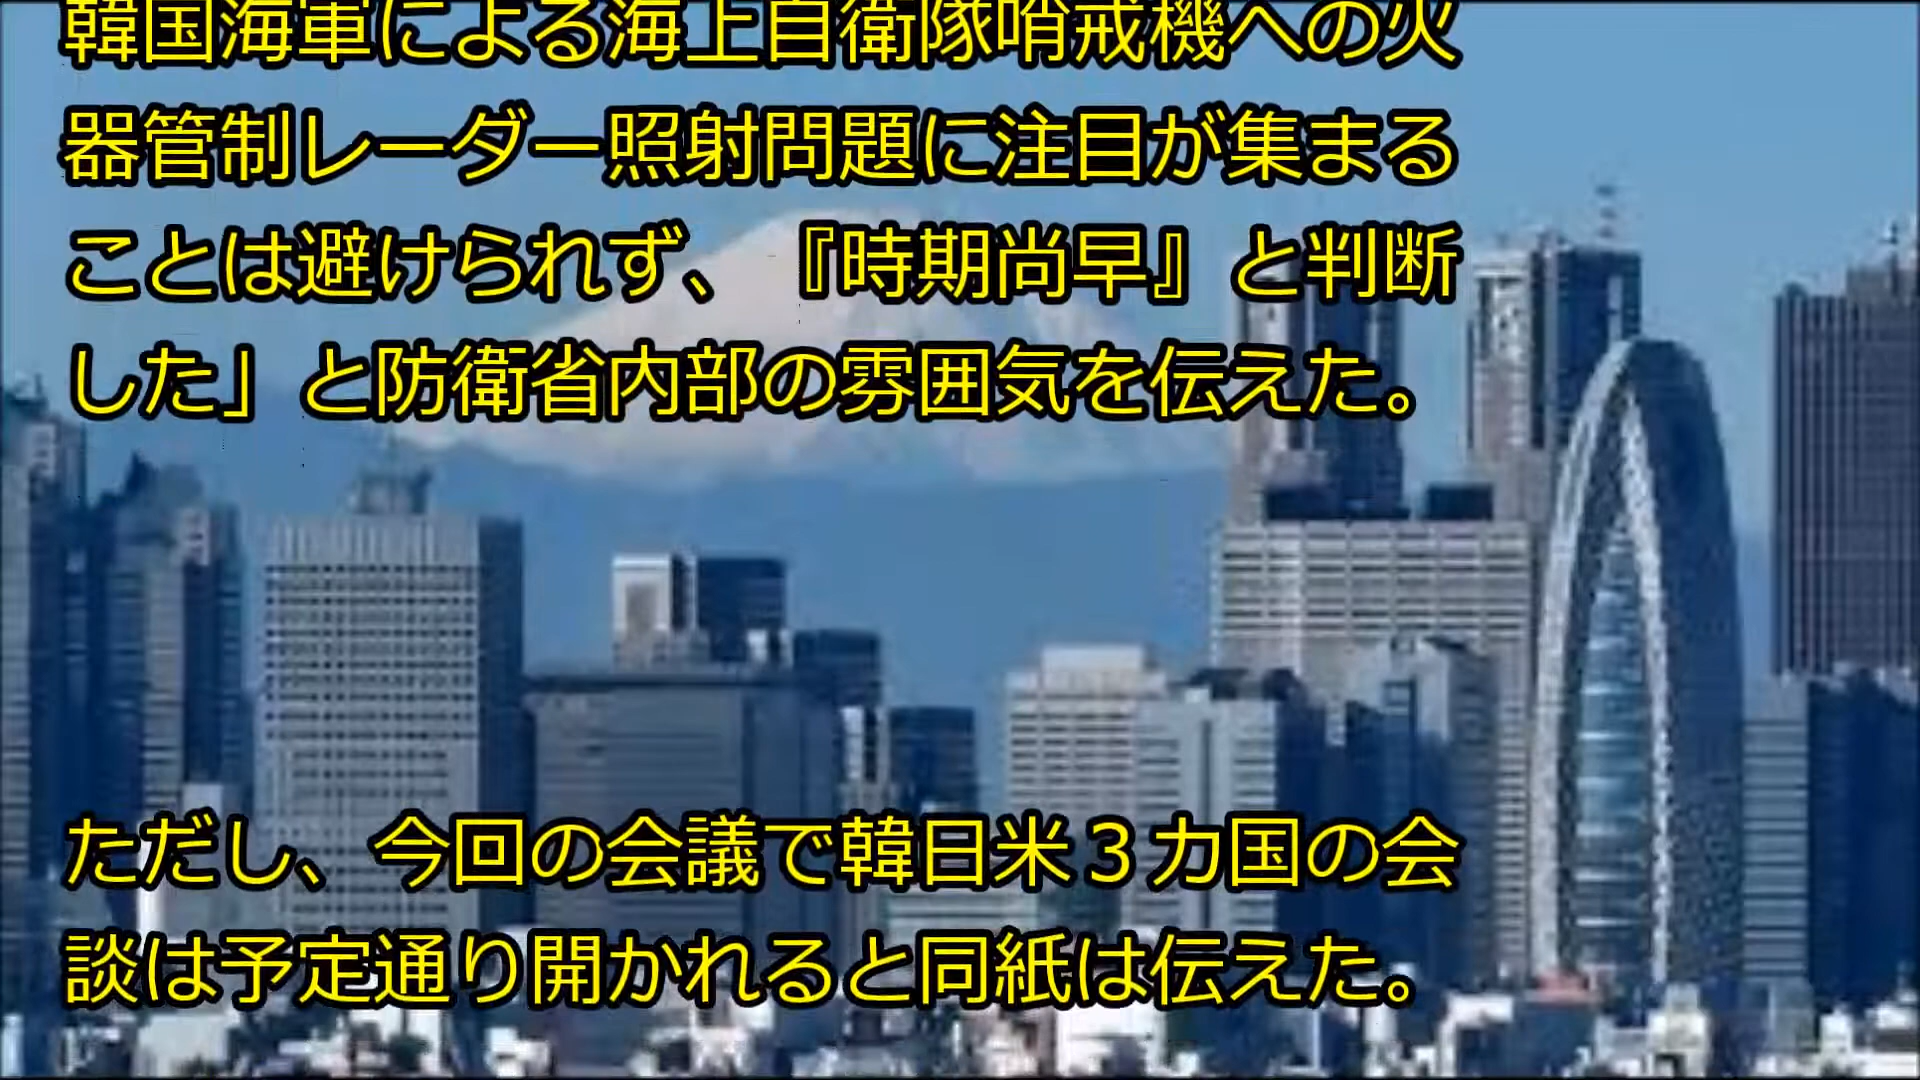 韓国海軍による海上自衛隊哨戒機への火
器管制レーダー照射問題に注目が集まる
ことは避けられず、『時期尚早』と判断
した」と防衛省内部の雰囲気を伝えた。
ただし、今回の会議で韓日米３カ国の会
談は予定通り開かれると同紙は伝えた。